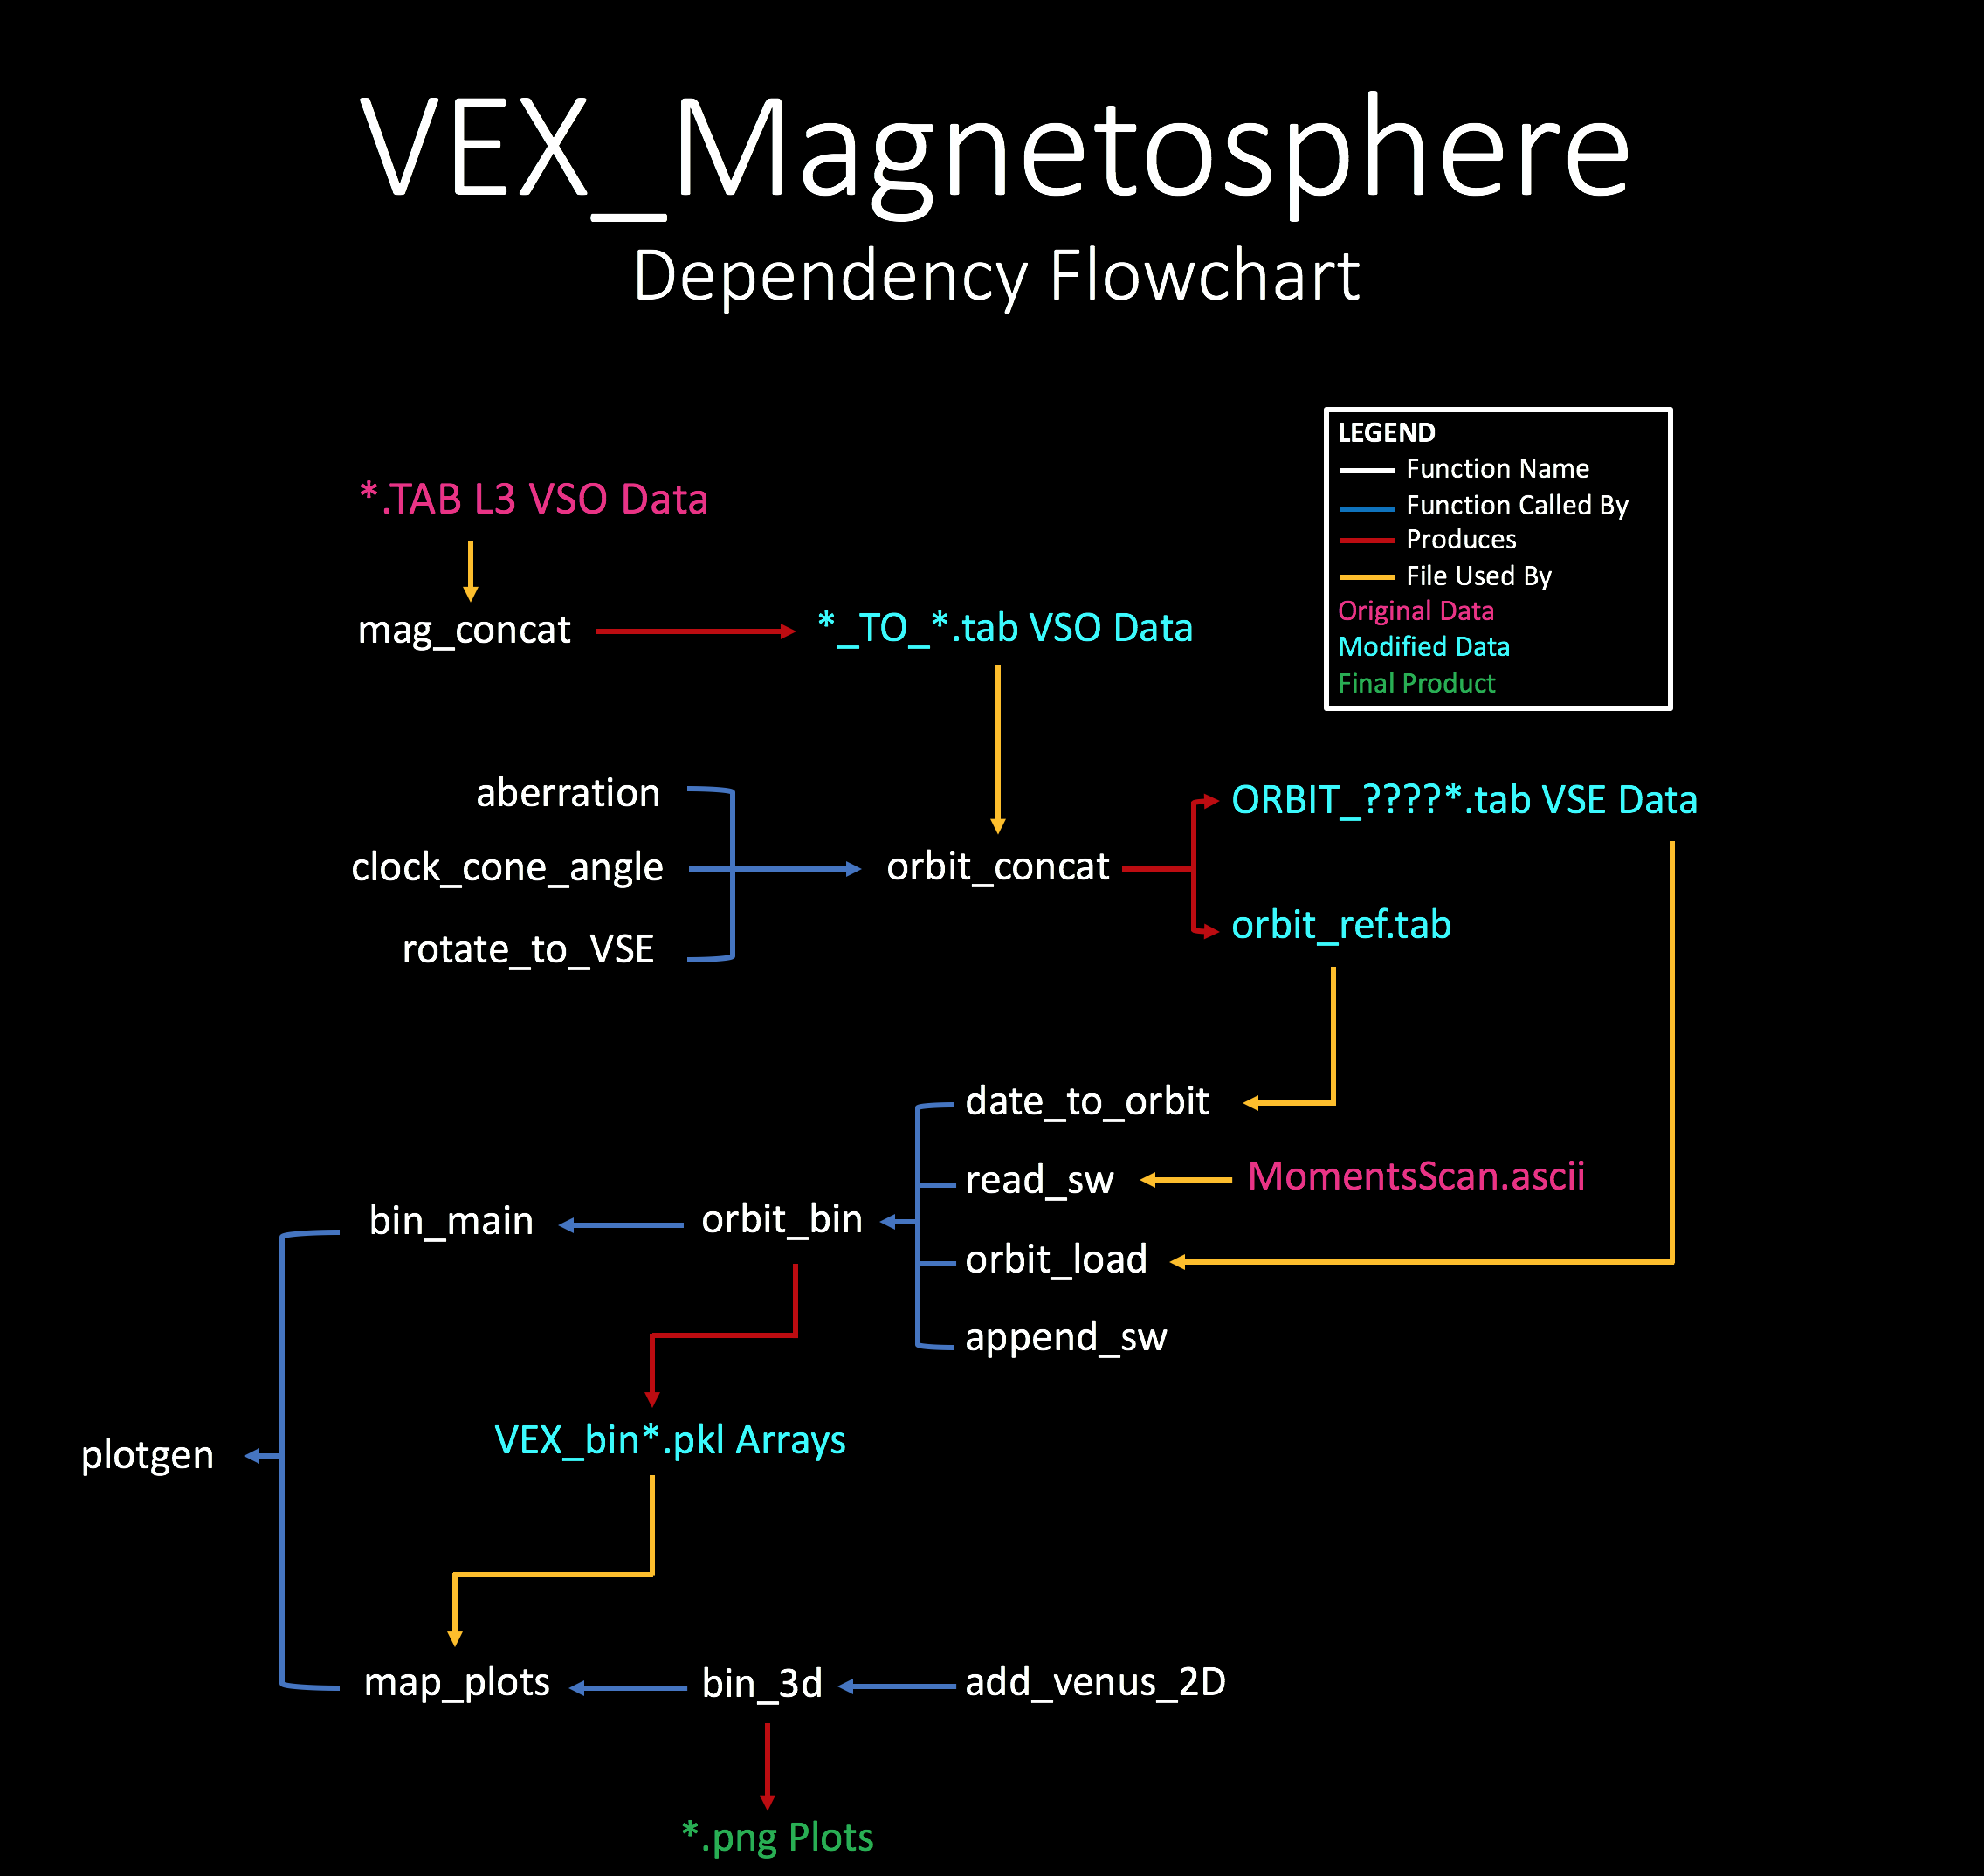 VEX_Magnetosphere
Dependency Flowchart
LEGEND
Function Name
Function Called By
Produces
File Used By
Original Data
Modified Data
Final Product
*.TAB L3 VSO Data
mag_concat
*_TO_*.tab VSO Data
aberration
clock_cone_angle
rotate_to_VSE
orbit_concat
ORBIT_????*.tab VSE Data
orbit_ref.tab
date_to_orbit
read_sw
MomentsScan.ascii
bin_main
orbit_bin
orbit_load
append_sw
VEX_bin*.pkl Arrays
plotgen
map_plots
bin_3d
add_venus_2D
*.png Plots